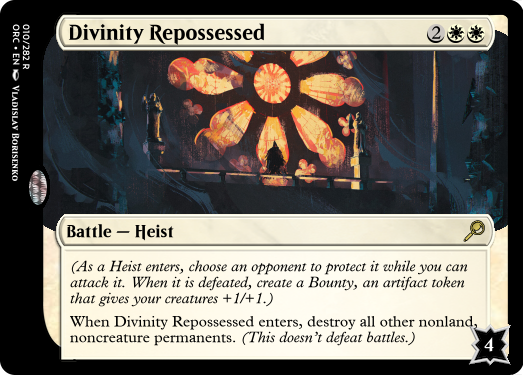 Divinity Repossessed 2
010/282 R
ORC • EN VLADISLAV BORISENKO
Battle — Heist
(As a Heist enters, choose an opponent to protect it while you can
attack it. When it is defeated, create a Bounty, an artifact token
that gives your creatures +1/+1.)
When Divinity Repossessed enters, destroy all other nonland,
noncreature permanents. (This doesn't defeat battles.)
4